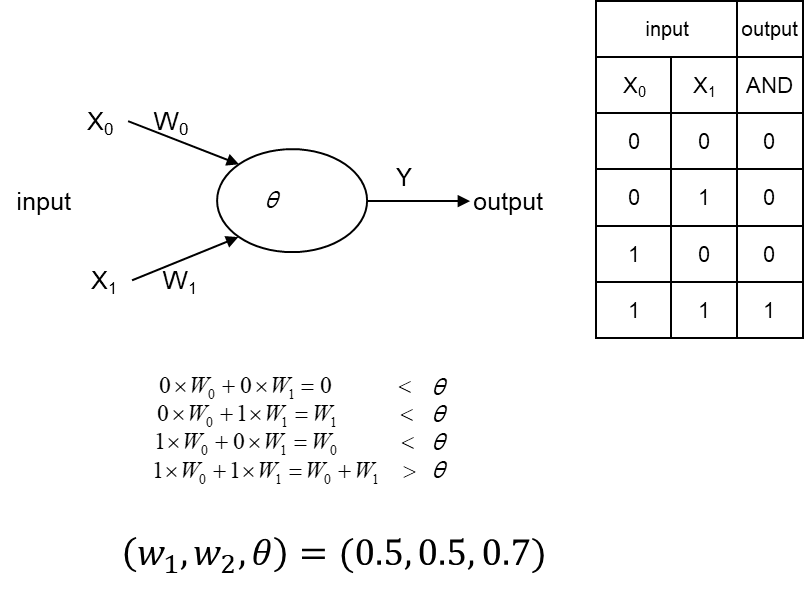 input output
X₀ X₁ AND
0 0 0
0 1 0
1 0 0
1 1 1
X₀ W₀
input θ Y output
X₁ W₁
0×W₀+0×W₁=0 < θ
0×W₀+1×W₁=W₁ < θ
1×W₀+0×W₁=W₀ < θ
1×W₀+1×W₁=W₀+W₁ > θ
(w₁,w₂,θ) = (0.5,0.5,0.7)